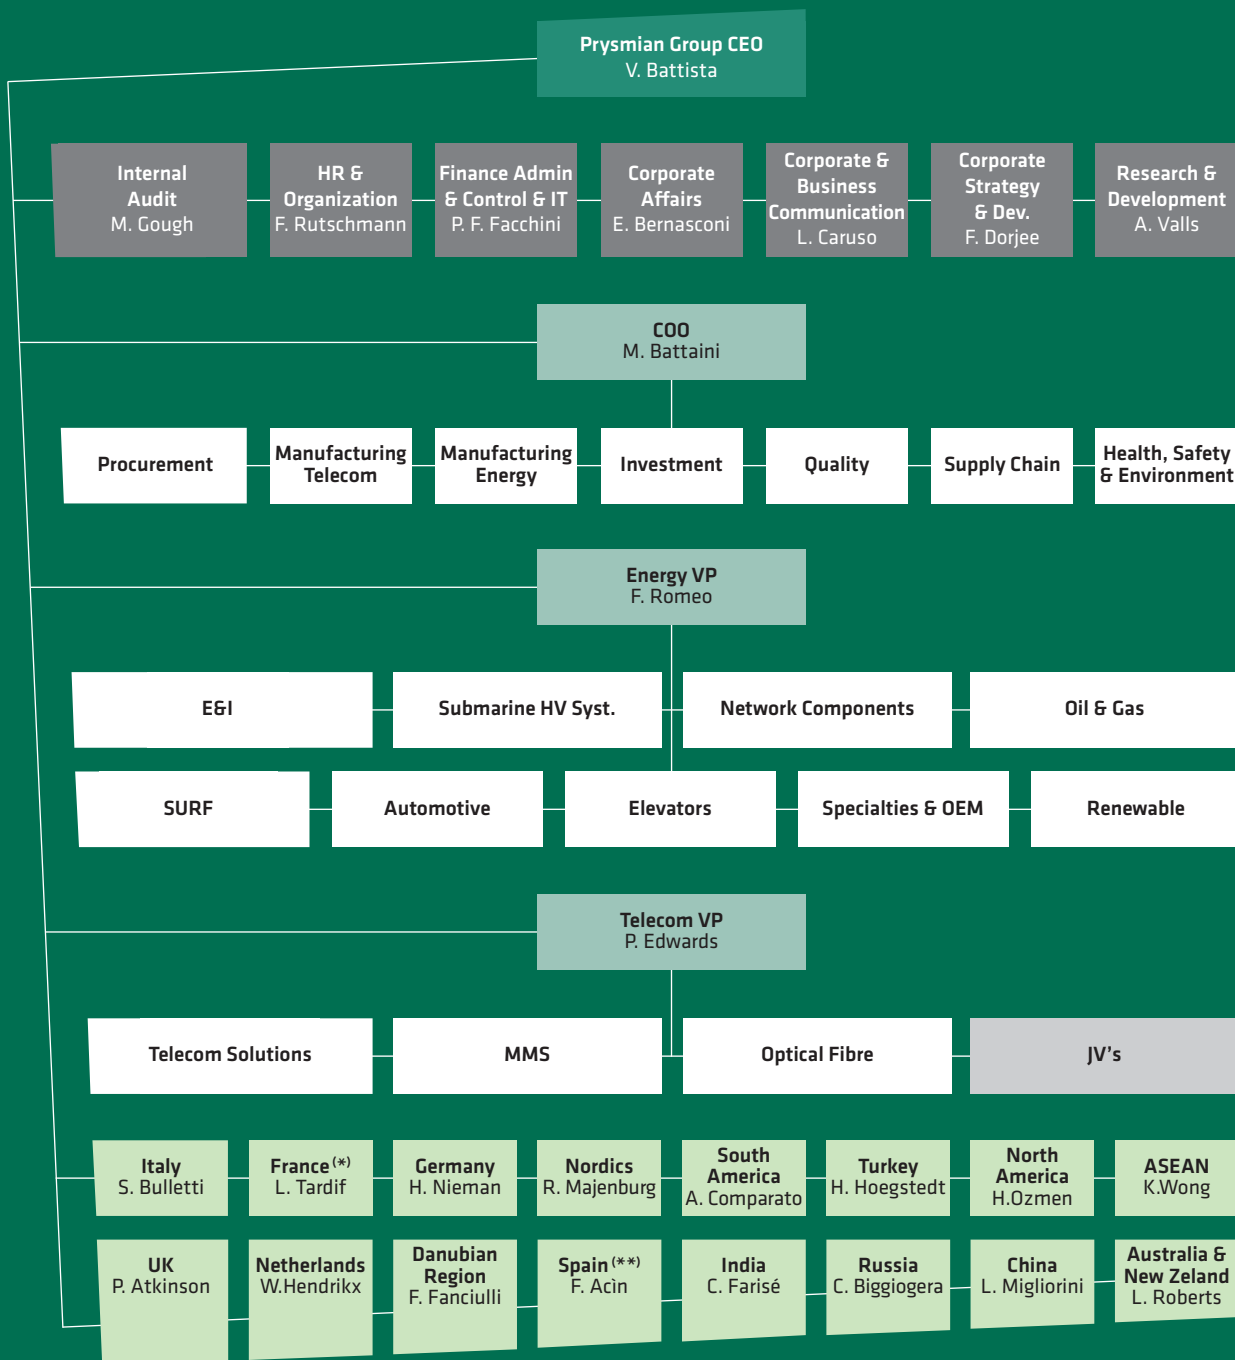 Prysmian Group CEO
V. Battista
Internal
Audit
M. Gough
HR &
Organization
F. Rutschmann
Finance Admin
& Control & IT
P. F. Facchini
Corporate
Affairs
E. Bernasconi
Corporate &
Business
Communication
L. Caruso
Corporate
Strategy
& Dev.
F. Dorjee
Research &
Development
A. Valls
COO
M. Battaini
Procurement
Manufacturing
Telecom
Manufacturing
Energy
Investment
Quality
Supply Chain
Health, Safety
& Environment
Energy VP
F. Romeo
E&I
Submarine HV Syst.
Network Components
Oil & Gas
SURF
Automotive
Elevators
Specialties & OEM
Renewable
Telecom VP
P. Edwards
Telecom Solutions
MMS
Optical Fibre
JV's
Italy
S. Bulletti
France (*)
L. Tardif
Germany
H. Nieman
Nordics
R. Majenburg
South
America
A. Comparato
Turkey
H. Hoegstedt
North
America
H.Ozmen
ASEAN
K.Wong
UK
P. Atkinson
Netherlands
W.Hendrikx
Danubian
Region
F. Fanciulli
Spain (**)
F. Acìn
India
C. Farisé
Russia
C. Biggiogera
China
L. Migliorini
Australia &
New Zeland
L. Roberts